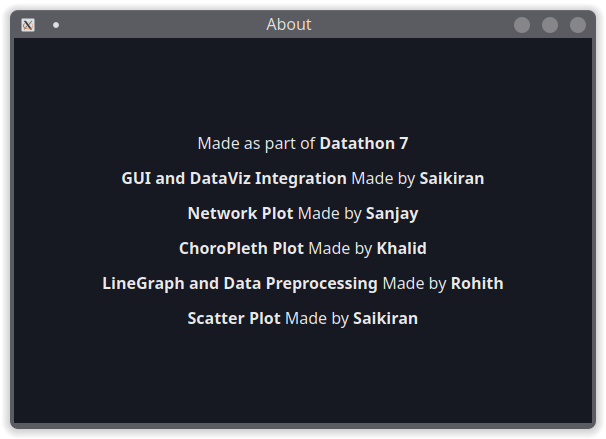 About
Made as part of Datathon 7
GUI and DataViz Integration Made by Saikiran
Network Plot Made by Sanjay
ChoroPleth Plot Made by Khalid
LineGraph and Data Preprocessing Made by Rohith
Scatter Plot Made by Saikiran